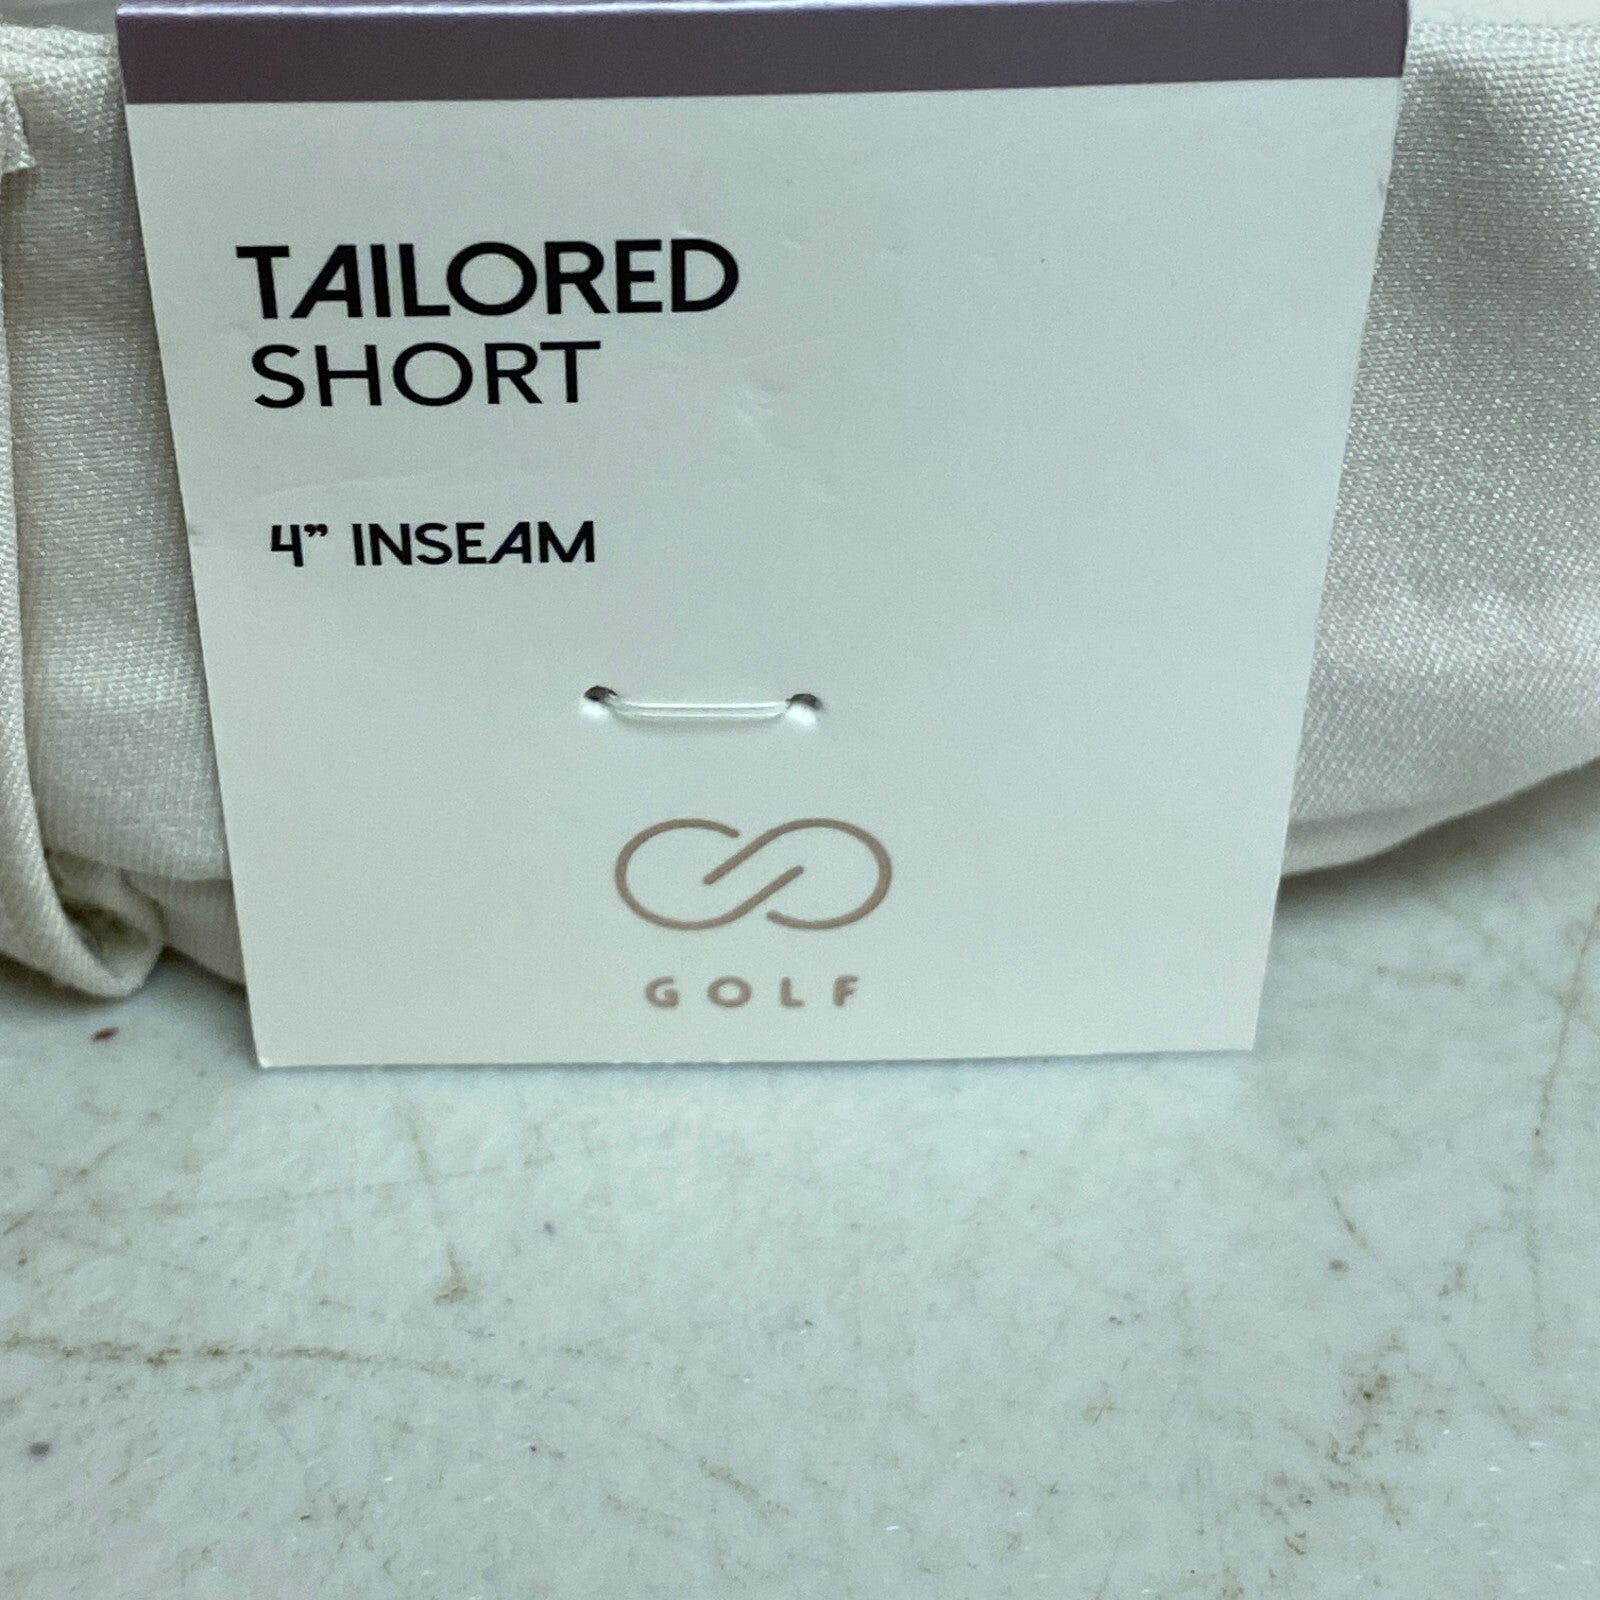 TAILORED
SHORT
4” INSEAM
GOLF